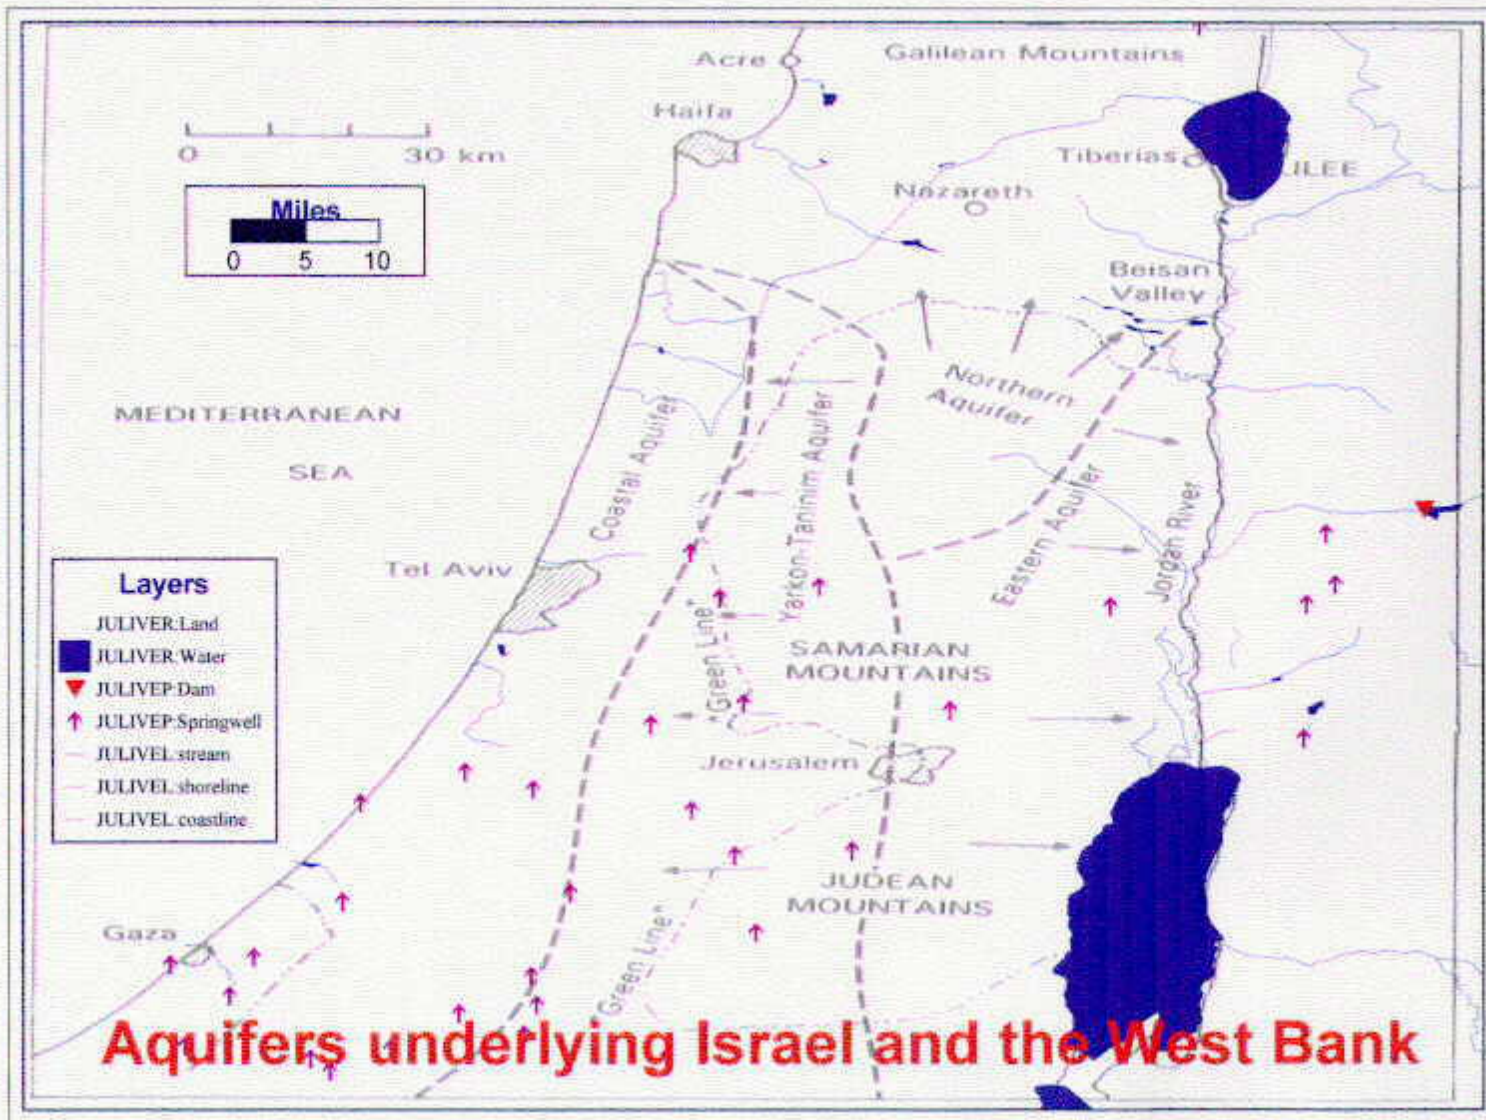 Acre
Galilean Mountains
Haifa
0 30 km
Tiberias
ILEE
Miles
0 5 10
Nazareth
Beisan
Valley
Northern
Aquifer
MEDITERRANEAN
SEA
Coastal Aquifer
Yarkon-Taninim Aquifer
Eastern Aquifer
Jordan River
Tel Aviv
"Green Line"
SAMARIAN
MOUNTAINS
Layers
JULIVER:Land
JULIVER:Water
JULIVEP:Dam
JULIVEP:Springwell
JULIVEL:stream
JULIVEL:shoreline
JULIVEL:coastline
Jerusalem
JUDEAN
MOUNTAINS
Gaza
"Green Line"
Aquifers underlying Israel and the West Bank